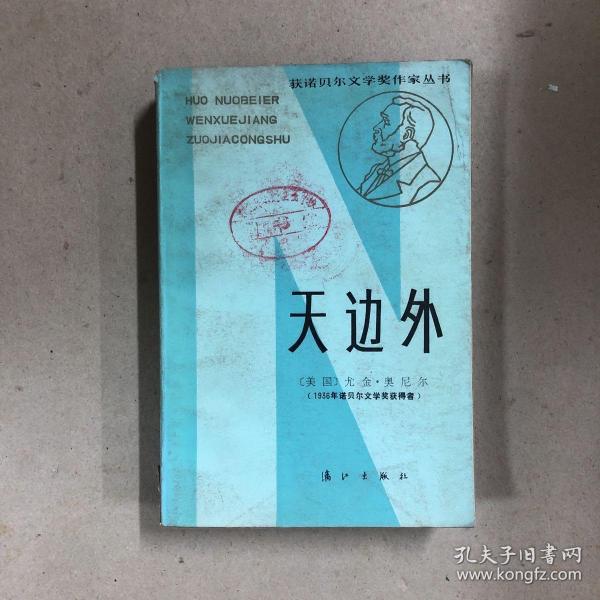 获诺贝尔文学奖作家丛书
HUO NUOBEIER
WENXUEJIANG
ZUOJIACONGSHU
天边外
〔美国〕尤金·奥尼尔
(1936年诺贝尔文学奖获得者)
漓江出版社
孔夫子旧书网
www.kongfz.com